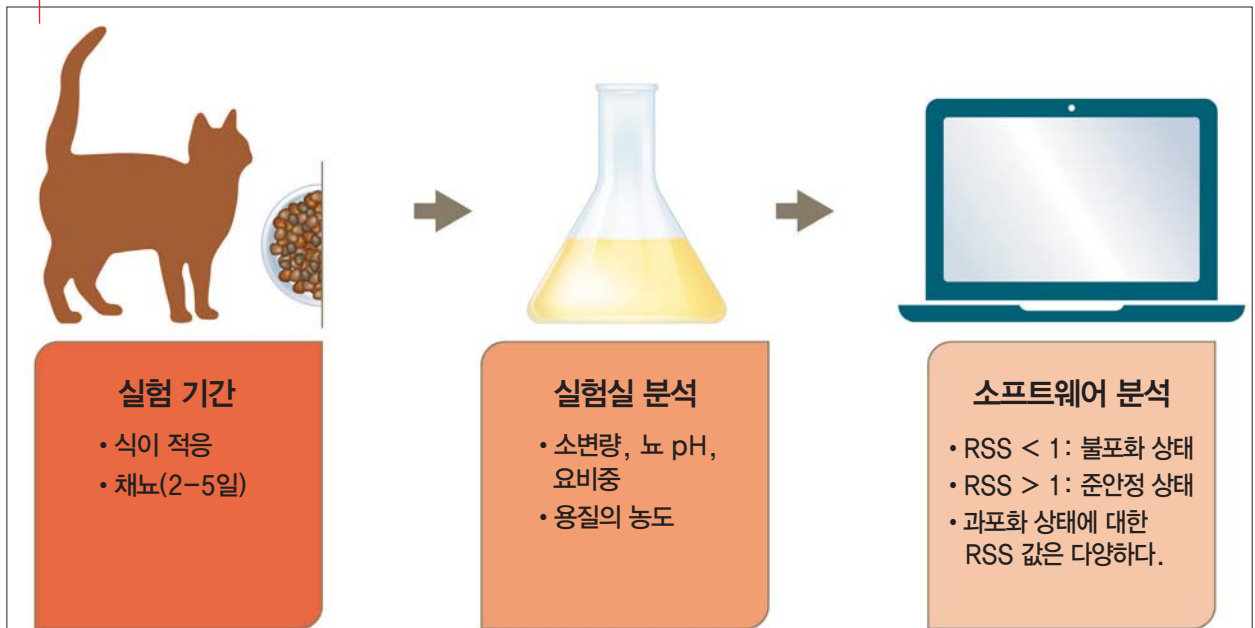 실험 기간
• 식이 적응
• 채뇨(2-5일)
실험실 분석
• 소변량, 뇨 pH,
요비중
• 용질의 농도
소프트웨어 분석
• RSS < 1: 불포화 상태
• RSS > 1: 준안정 상태
• 과포화 상태에 대한
RSS 값은 다양하다.